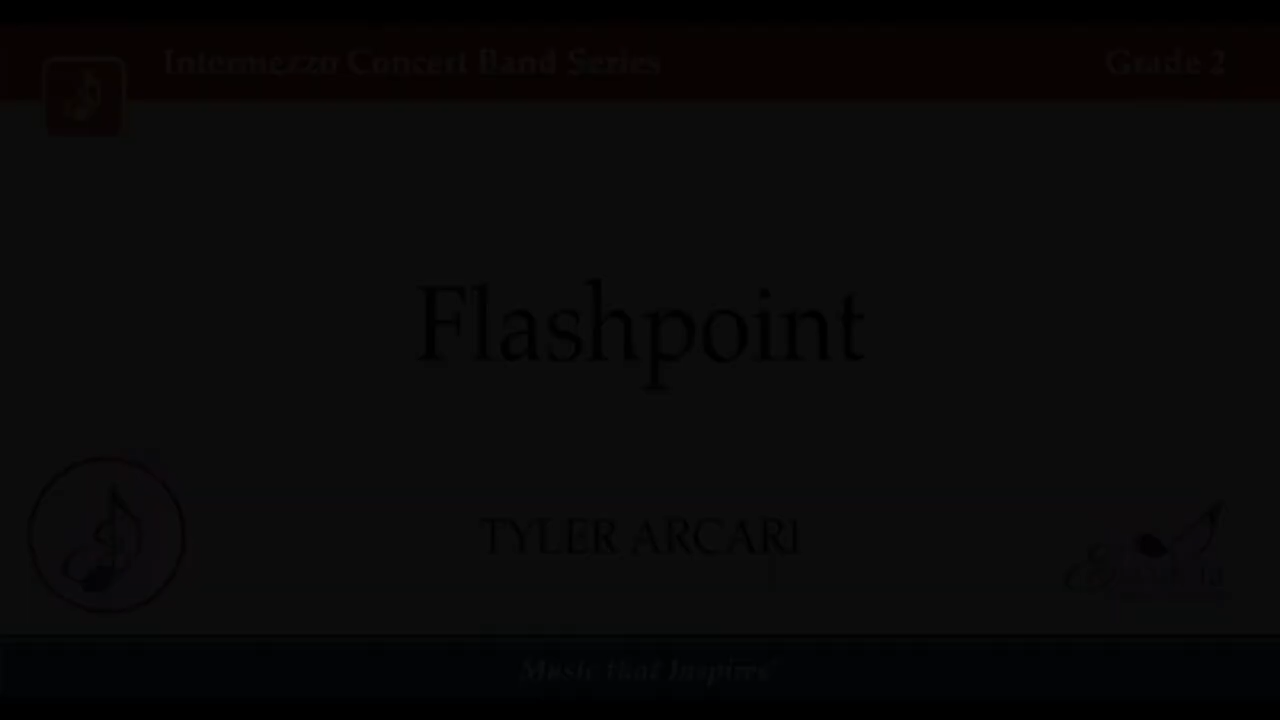 Intermezzo Concert Band Series
Grade 2
Flashpoint
TYLER ARCARI
Music that Inspires